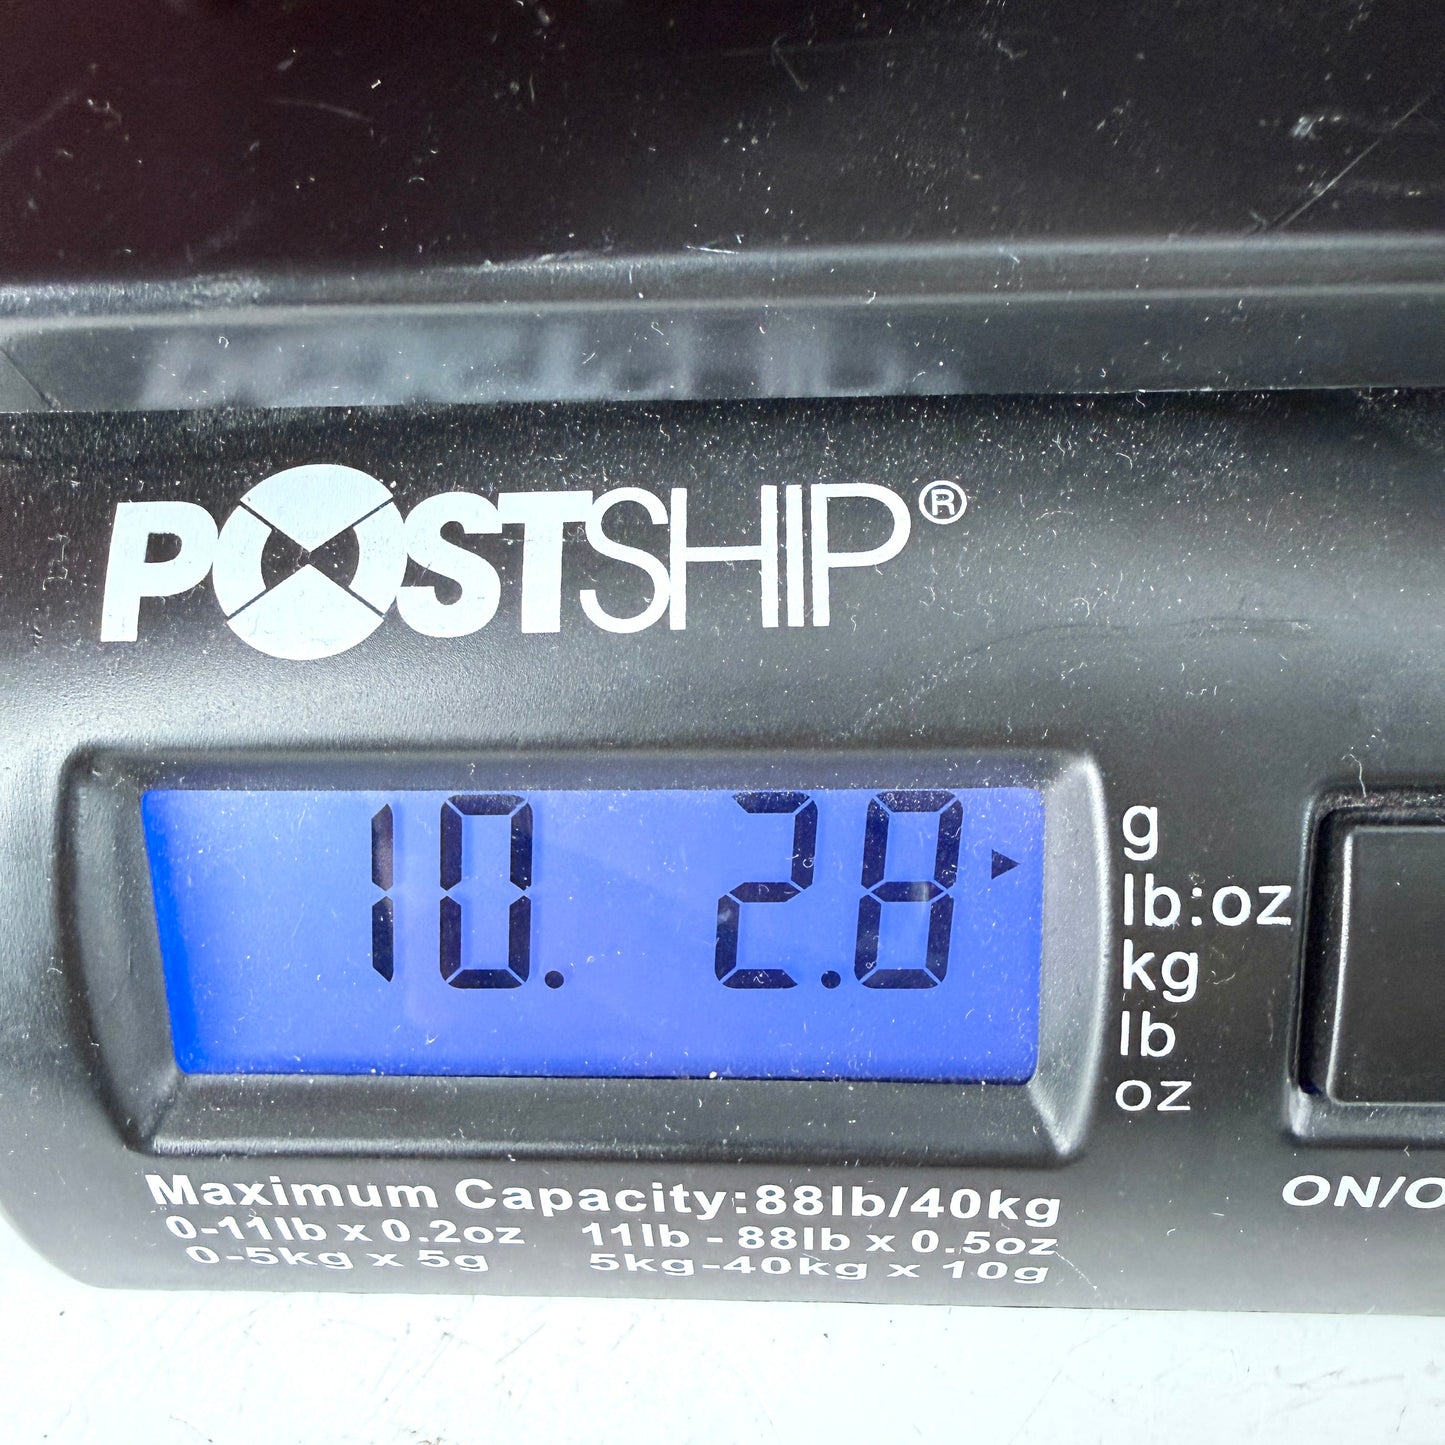 POSTSHIP®
10. 2.8
g
lb:oz
kg
lb
oz
Maximum Capacity:88lb/40kg
0-11lb x 0.2oz 11lb - 88lb x 0.5oz
0-5kg x 5g 5kg-40kg x 10g
ON/O